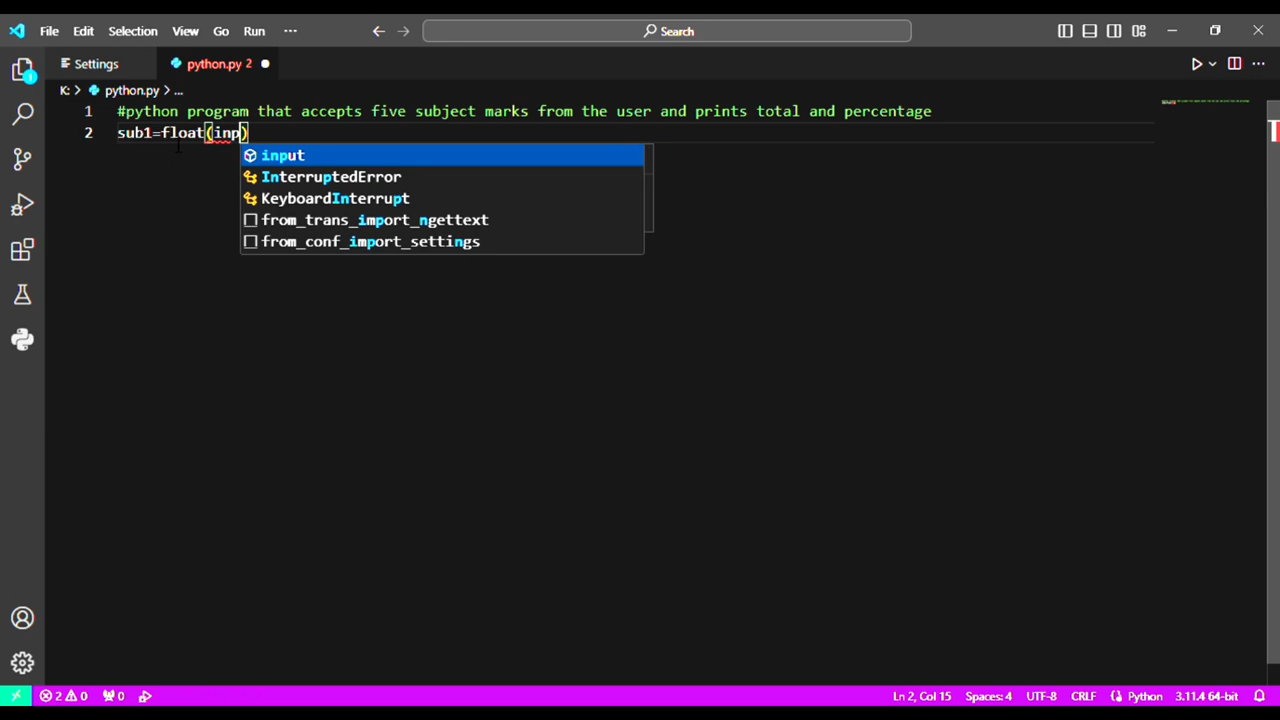 File Edit Selection View Go Run ··· Search
Settings python.py 2
K: > python.py > ...
1 #python program that accepts five subject marks from the user and prints total and percentage
2 sub1=float(inp)
input
InterruptedError
KeyboardInterrupt
from_trans_import_ngettext
from_conf_import_settings
2 0 0 Ln 2, Col 15 Spaces: 4 UTF-8 CRLF Python 3.11.4 64-bit